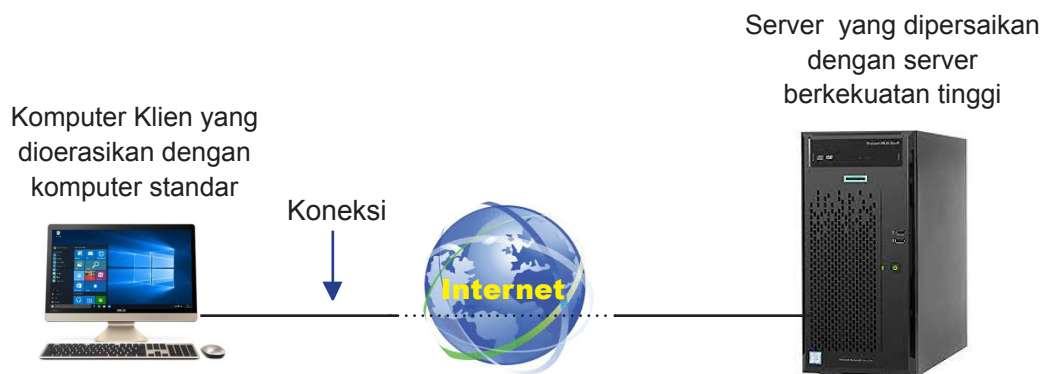 Server yang dipersaikan
dengan server
berkekuatan tinggi
Komputer Klien yang
dioerasikan dengan
komputer standar
Koneksi
Internet